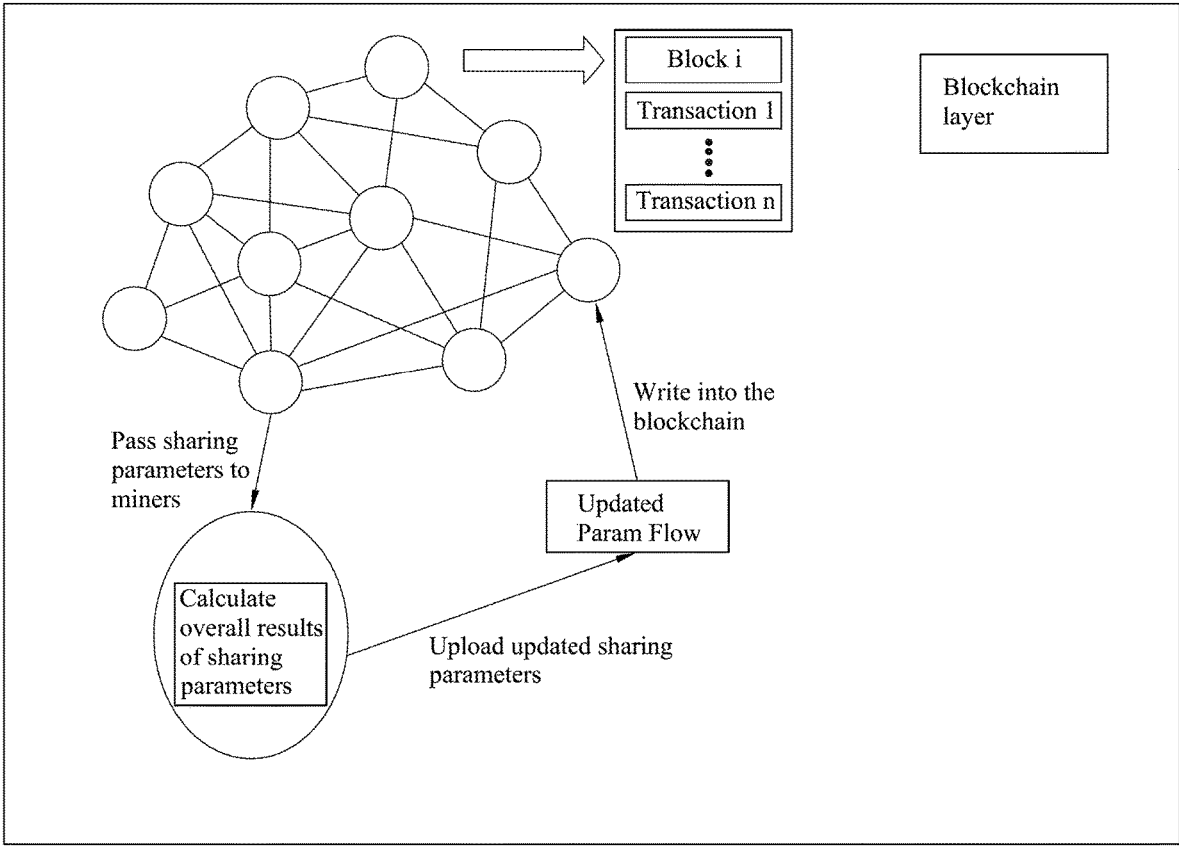 Block i
Transaction 1
Transaction n
Blockchain
layer
Write into the
blockchain
Pass sharing
parameters to
miners
Updated
Param Flow
Calculate
overall results
of sharing
parameters
Upload updated sharing
parameters